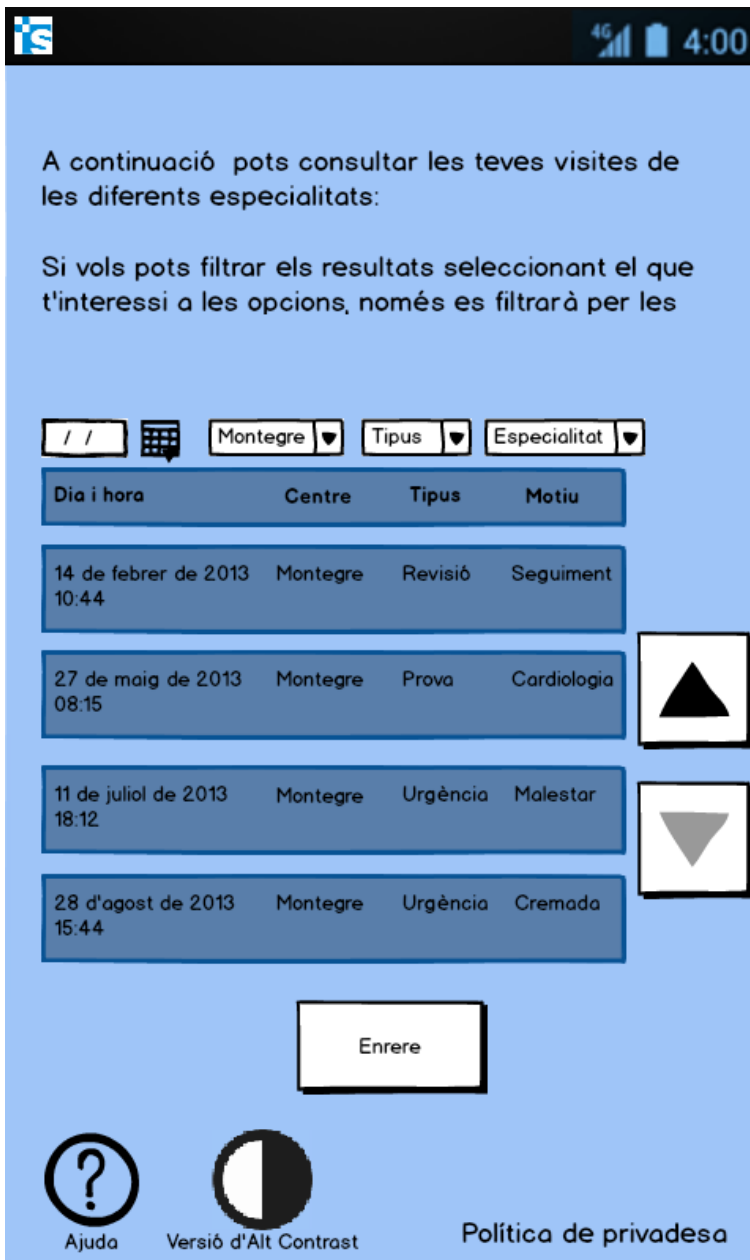 is
4G 4:00
A continuació pots consultar les teves visites de
les diferents especialitats:
Si vols pots filtrar els resultats seleccionant el que
t'interessi a les opcions, només es filtrarà per les
/ / Montegre Tipus Especialitat
Dia i hora Centre Tipus Motiu
14 de febrer de 2013 Montegre Revisió Seguiment
10:44
27 de maig de 2013 Montegre Prova Cardiologia
08:15
11 de juliol de 2013 Montegre Urgència Malestar
18:12
28 d'agost de 2013 Montegre Urgència Cremada
15:44
Enrere
?
Ajuda Versió d'Alt Contrast Política de privadesa